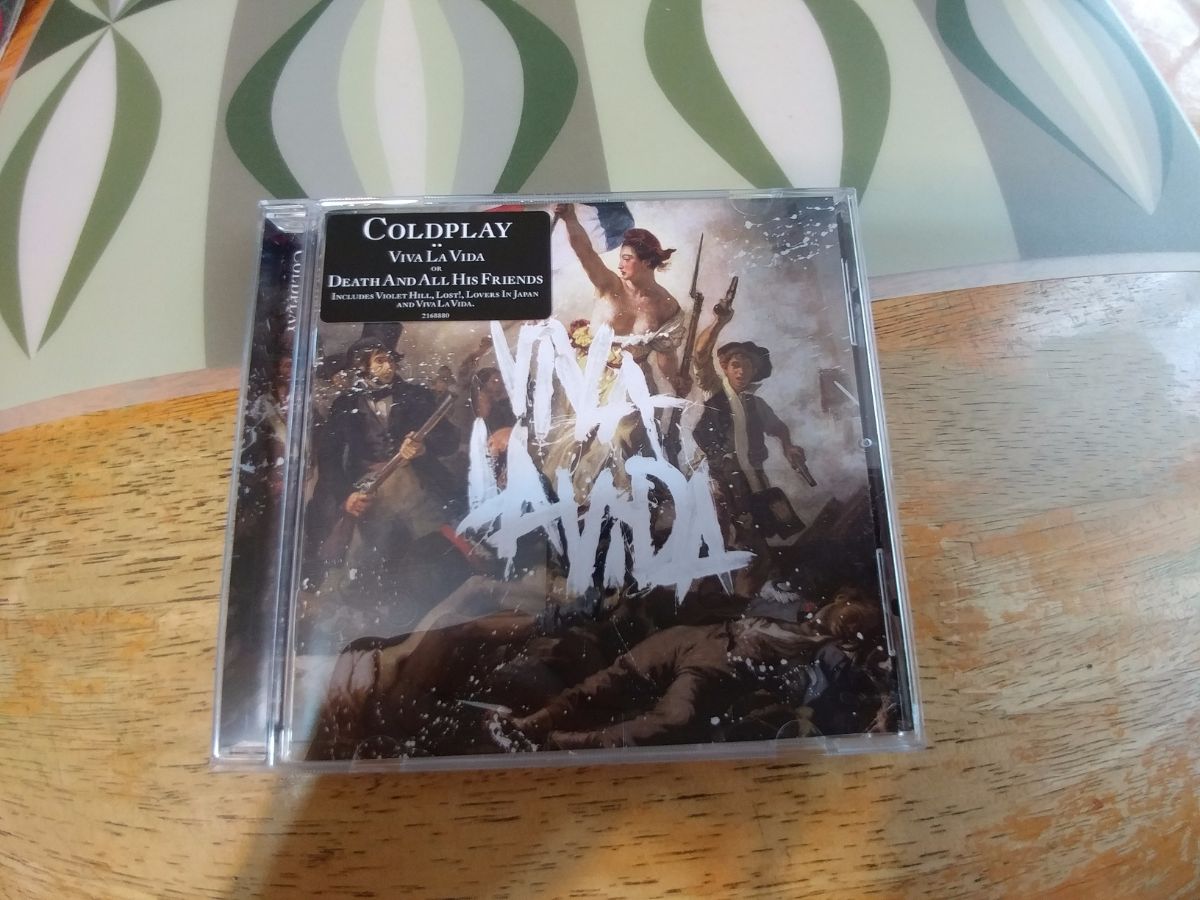 COLDPLAY
VIVA LA VIDA
OR
DEATH AND ALL HIS FRIENDS
INCLUDES VIOLET HILL, LOST!, LOVERS IN JAPAN
AND VIVA LA VIDA.
2168880
VIVA
LA VIDA
COLDPLAY